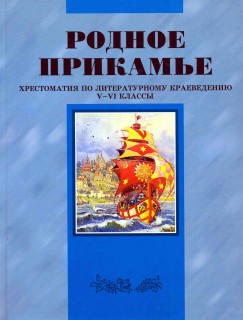 РОДНОЕ
ПРИКАМЬЕ
ХРЕСТОМАТИЯ ПО ЛИТЕРАТУРНОМУ КРАЕВЕДЕНИЮ
V–VI КЛАССЫ